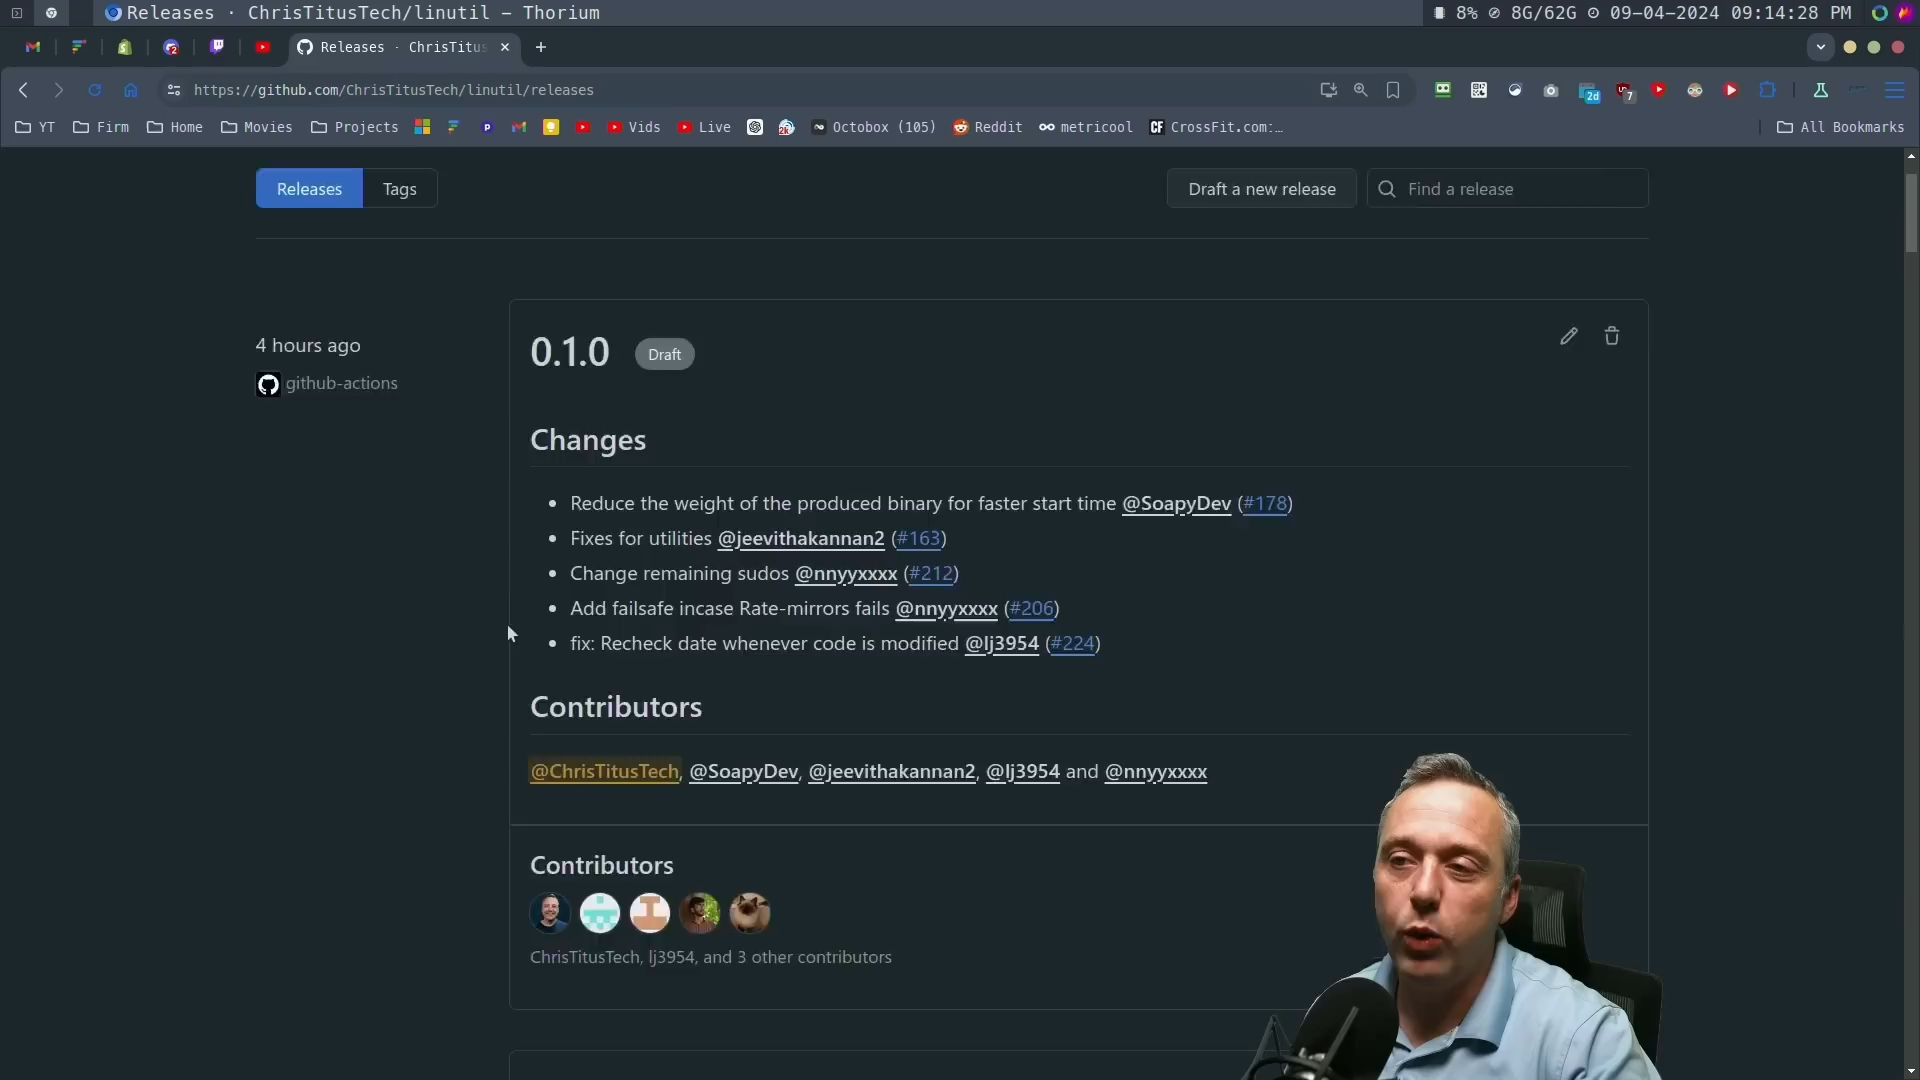 Releases · ChrisTitusTech/linutil – Thorium
8% 8G/62G 09-04-2024 09:14:28 PM
Releases · ChrisTitus
https://github.com/ChrisTitusTech/linutil/releases
2d
7
YT Firm Home Movies Projects Vids Live Octobox (105) Reddit metricool CF CrossFit.com:... All Bookmarks
Releases Tags Draft a new release Find a release
4 hours ago
github-actions
0.1.0 Draft
Changes
Reduce the weight of the produced binary for faster start time @SoapyDev (#178)
Fixes for utilities @jeevithakannan2 (#163)
Change remaining sudos @nnyyxxxx (#212)
Add failsafe incase Rate-mirrors fails @nnyyxxxx (#206)
fix: Recheck date whenever code is modified @lj3954 (#224)
Contributors
@ChrisTitusTech, @SoapyDev, @jeevithakannan2, @lj3954 and @nnyyxxxx
Contributors
ChrisTitusTech, lj3954, and 3 other contributors